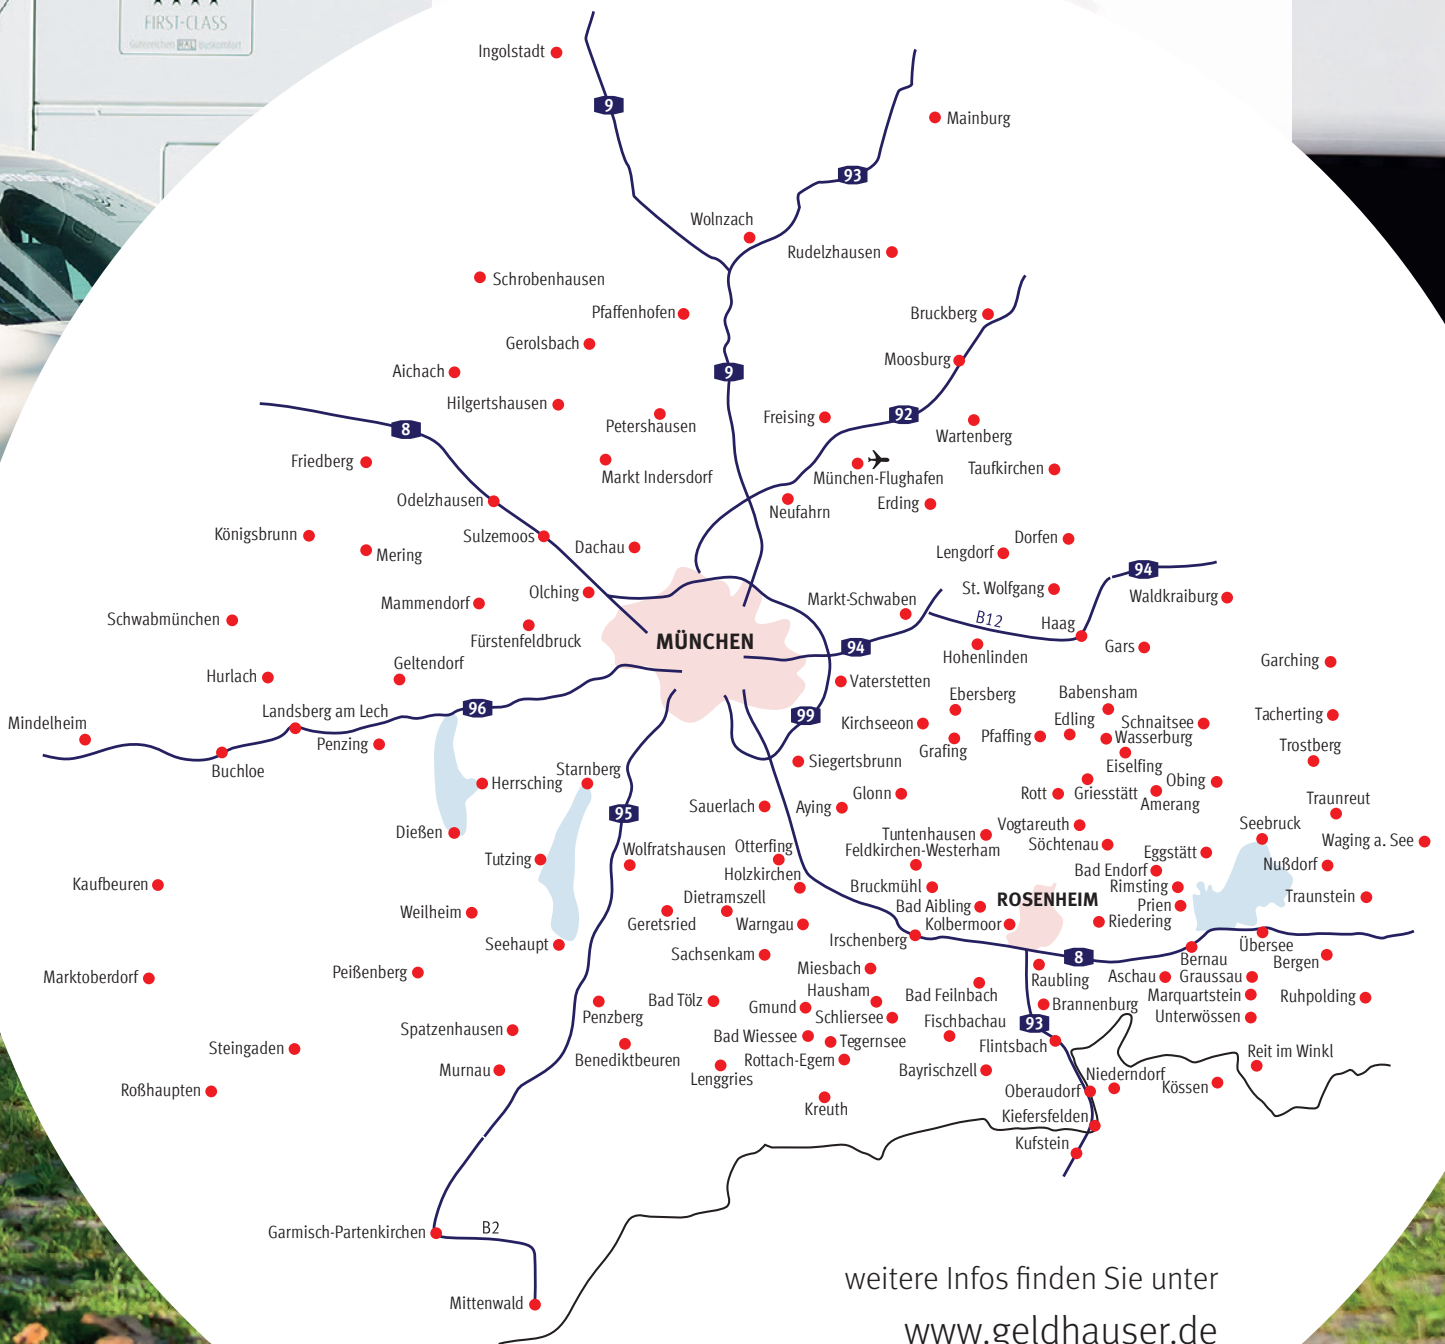 FIRST-CLASS
Gütezeichen RAL Buskomfort
Ingolstadt
9
Mainburg
93
Wolnzach
Rudelzhausen
Schrobenhausen
Pfaffenhofen
Bruckberg
Gerolsbach
Moosburg
Aichach
9
Hilgertshausen
Petershausen
Freising
92
Wartenberg
8
Friedberg
Markt Indersdorf
München-Flughafen
Taufkirchen
Odelzhausen
Neufahrn
Erding
Königsbrunn
Mering
Sulzemoos
Dachau
Lengdorf
Dorfen
94
Olching
Mammendorf
Markt-Schwaben
St. Wolfgang
Waldkraiburg
Schwabmünchen
Fürstenfeldbruck
MÜNCHEN
B12
Haag
94
Hohenlinden
Gars
Garching
Geltendorf
Hurlach
Vaterstetten
Ebersberg
Babensham
96
Landsberg am Lech
99
Kirchseeon
Edling
Schnaitsee
Tacherting
Mindelheim
Penzing
Grafing
Pfaffing
Wasserburg
Trostberg
Buchloe
Siegertsbrunn
Eiselfing
Herrsching
Starnberg
Glonn
Rott
Griesstätt
Obing
Amerang
Traunreut
95
Sauerlach
Aying
Vogtareuth
Seebruck
Dießen
Tuntenhausen
Söchtenau
Waging a. See
Wolfratshausen
Otterfing
Feldkirchen-Westerham
Eggstätt
Tutzing
Holzkirchen
Bad Endorf
Nußdorf
Kaufbeuren
Bruckmühl
Rimsting
Dietramszell
Bad Aibling
ROSENHEIM
Prien
Traunstein
Weilheim
Geretsried
Warngau
Kolbermoor
Riedering
Seehaupt
Irschenberg
Übersee
Sachsenkam
8
Bernau
Bergen
Peißenberg
Miesbach
Raubling
Aschau
Graussau
Marktoberdorf
Hausham
Bad Feilnbach
Marquartstein
Ruhpolding
Penzberg
Bad Tölz
Gmund
Schliersee
Brannenburg
Unterwössen
Spatzenhausen
Bad Wiessee
Tegernsee
Fischbachau
93
Steingaden
Benediktbeuren
Rottach-Egern
Flintsbach
Reit im Winkl
Murnau
Lenggries
Bayrischzell
Niederndorf
Kössen
Roßhaupten
Oberaudorf
Kreuth
Kiefersfelden
Kufstein
Garmisch-Partenkirchen
B2
Mittenwald
weitere Infos finden Sie unter
www.geldhauser.de